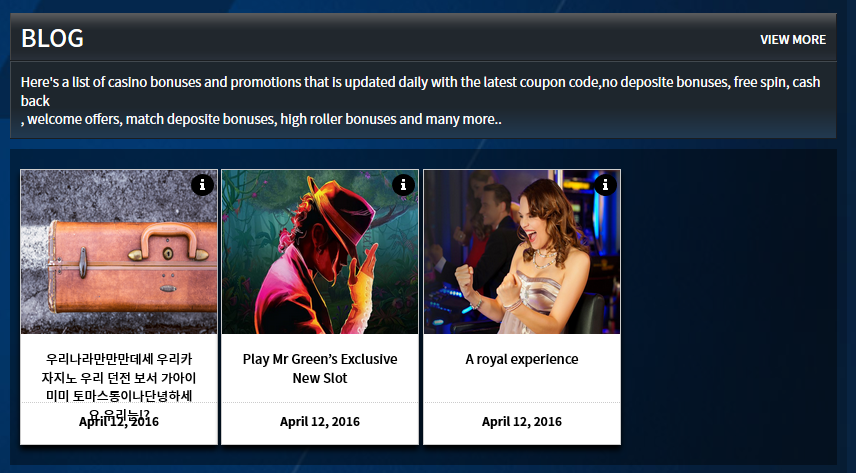 BLOG
VIEW MORE
Here's a list of casino bonuses and promotions that is updated daily with the latest coupon code,no deposite bonuses, free spin, cash
back
, welcome offers, match deposite bonuses, high roller bonuses and many more..
우리나라만만만데세 우리카
자지노 우리 던전 보서 가아이
미미 토마스통이나단녕하세
요 우리는!?
April 12, 2016
Play Mr Green's Exclusive
New Slot
April 12, 2016
A royal experience
April 12, 2016